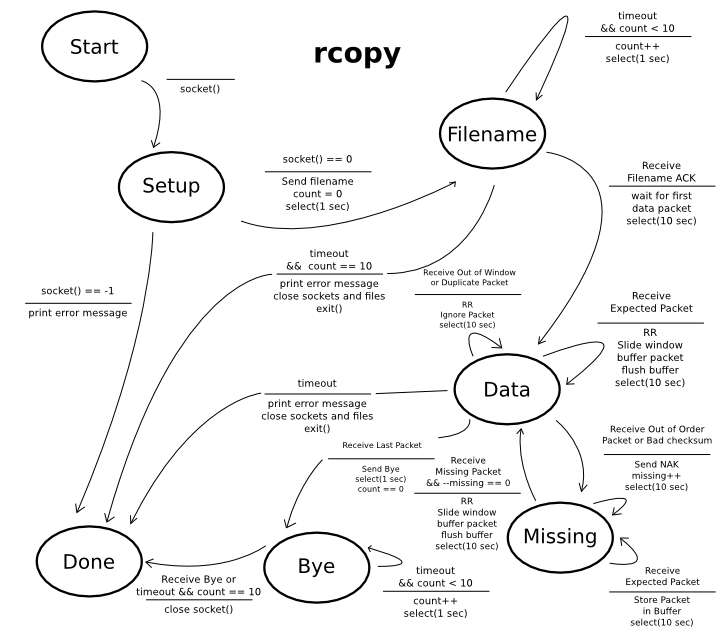 rcopy
Start
socket()
Setup
socket() == 0
Send filename
count = 0
select(1 sec)
Filename
timeout
&& count < 10
count++
select(1 sec)
Receive
Filename ACK
wait for first
data packet
select(10 sec)
socket() == -1
print error message
timeout
&& count == 10
print error message
close sockets and files
exit()
Receive Out of Window
or Duplicate Packet
RR
Ignore Packet
select(10 sec)
Receive
Expected Packet
RR
Slide window
buffer packet
flush buffer
select(10 sec)
Data
timeout
print error message
close sockets and files
exit()
Receive Last Packet
Send Bye
select(1 sec)
count == 0
Receive
Missing Packet
&& --missing == 0
RR
Slide window
buffer packet
flush buffer
select(10 sec)
Receive Out of Order
Packet or Bad checksum
Send NAK
missing++
select(10 sec)
Missing
Receive
Expected Packet
Store Packet
in Buffer
select(10 sec)
Done
Bye
Receive Bye or
timeout && count == 10
close socket()
timeout
&& count < 10
count++
select(1 sec)